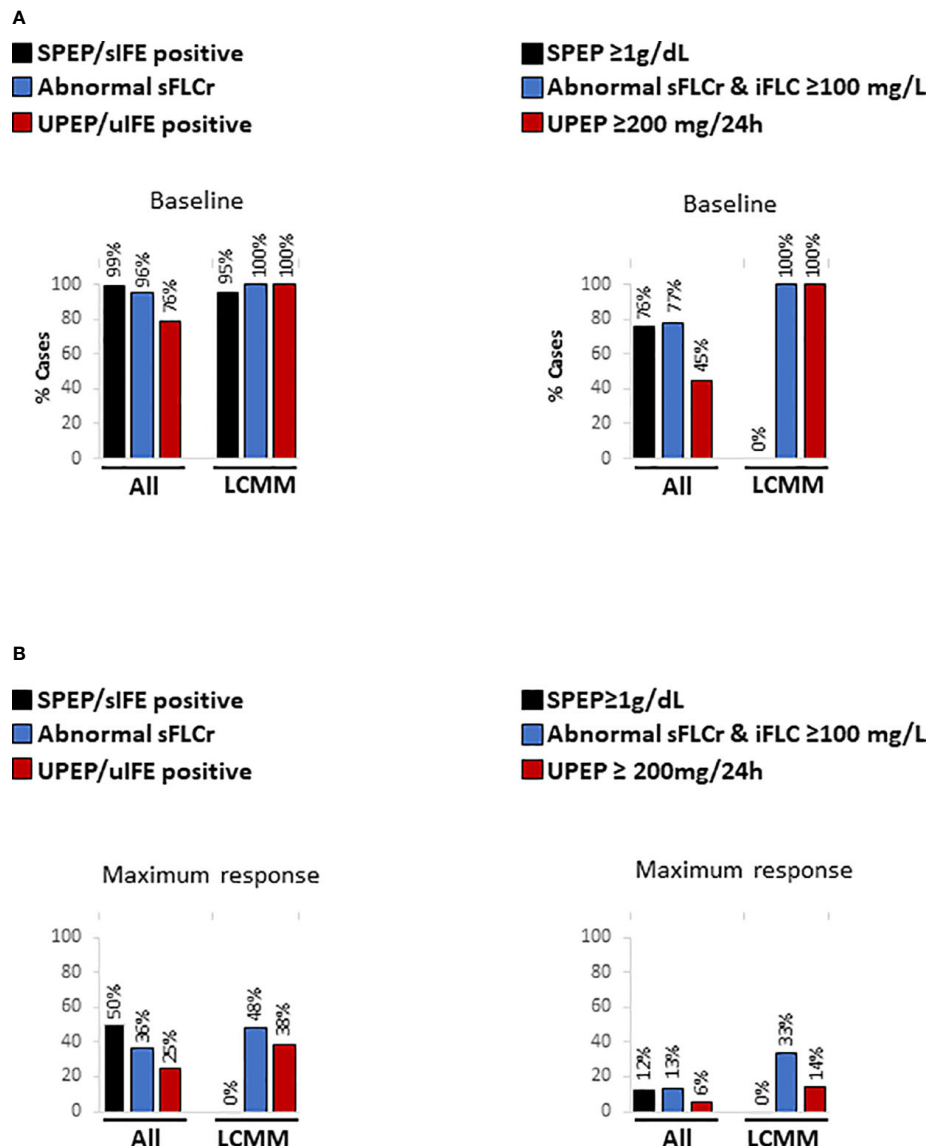 A
SPEP/sIFE positive
Abnormal sFLCr
UPEP/uIFE positive
SPEP ≥1g/dL
Abnormal sFLCr & iFLC ≥100 mg/L
UPEP ≥200 mg/24h
Baseline
99%
96%
76%
95%
100%
100%
100
80
60
40
20
0
% Cases
All
LCMM
Baseline
76%
77%
45%
0%
100%
100%
100
80
60
40
20
0
% Cases
All
LCMM
B
SPEP/sIFE positive
Abnormal sFLCr
UPEP/uIFE positive
SPEP≥1g/dL
Abnormal sFLCr & iFLC ≥100 mg/L
UPEP ≥ 200mg/24h
Maximum response
100
80
60
40
20
0
50%
36%
25%
0%
48%
38%
All
LCMM
Maximum response
100
80
60
40
20
0
12%
13%
6%
0%
33%
14%
All
LCMM